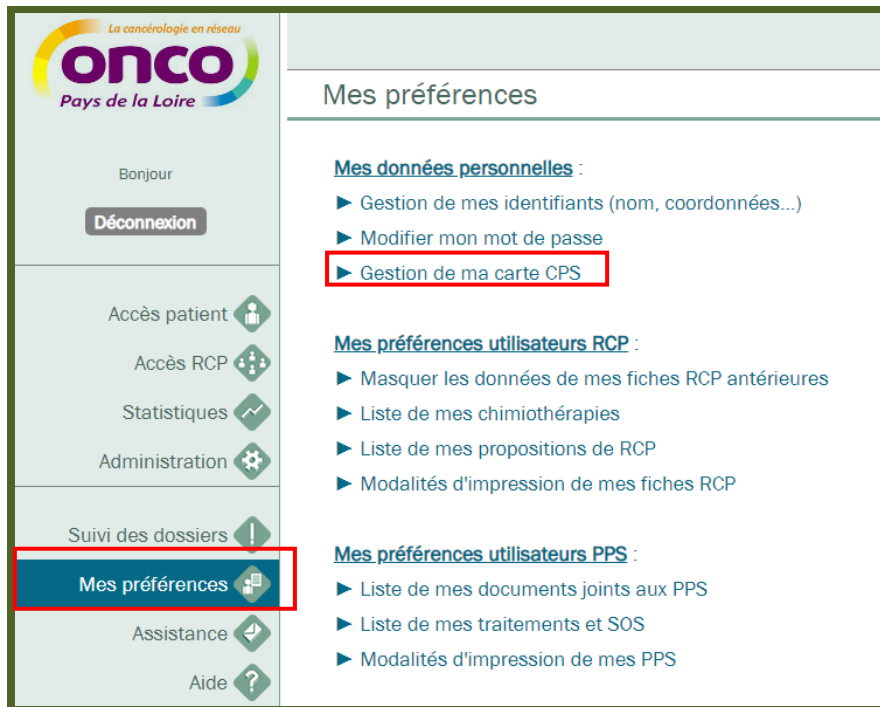 La cancérologie en réseau
onco
Pays de la Loire
Bonjour
Déconnexion
Accès patient
Accès RCP
Statistiques
Administration
Suivi des dossiers
Mes préférences
Assistance
Aide
Mes préférences
Mes données personnelles :
► Gestion de mes identifiants (nom, coordonnées...)
► Modifier mon mot de passe
► Gestion de ma carte CPS
Mes préférences utilisateurs RCP :
► Masquer les données de mes fiches RCP antérieures
► Liste de mes chimiothérapies
► Liste de mes propositions de RCP
► Modalités d'impression de mes fiches RCP
Mes préférences utilisateurs PPS :
► Liste de mes documents joints aux PPS
► Liste de mes traitements et SOS
► Modalités d'impression de mes PPS